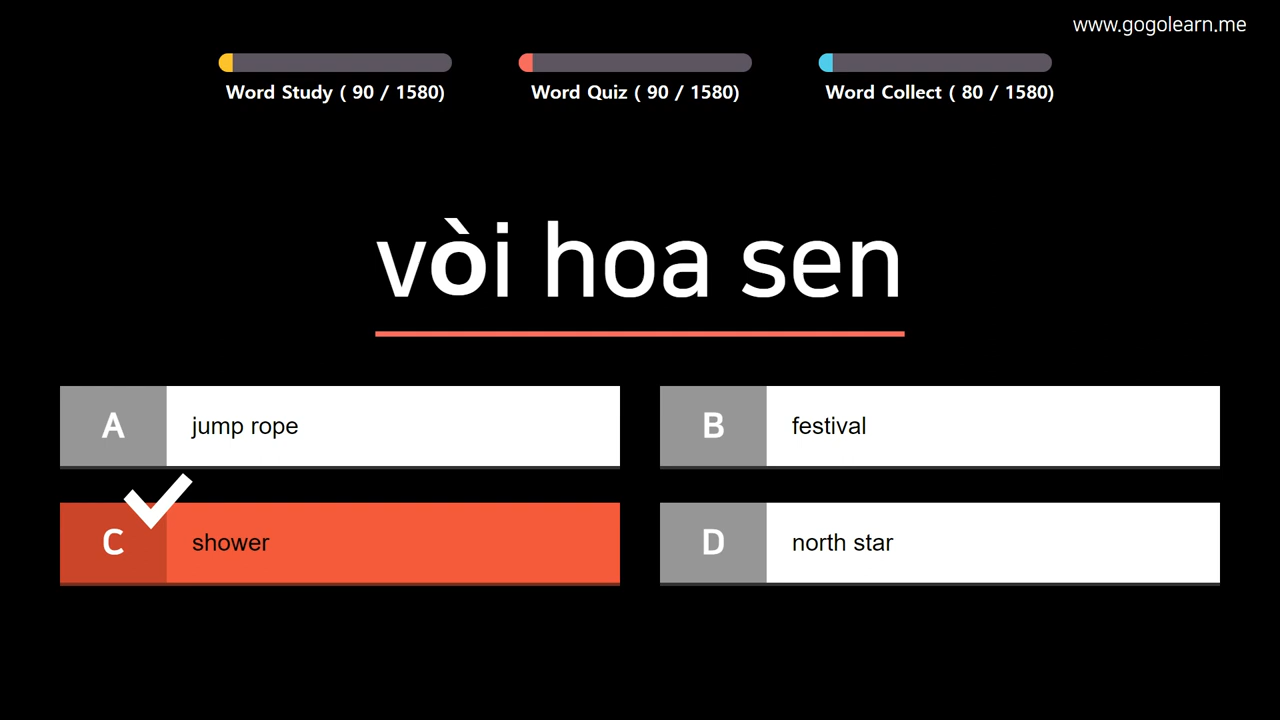 www.gogolearn.me
Word Study ( 90 / 1580)
Word Quiz ( 90 / 1580)
Word Collect ( 80 / 1580)
vòi hoa sen
A jump rope
B festival
C shower
D north star